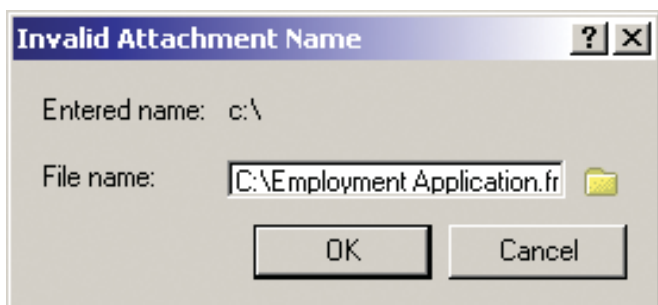 Invalid Attachment Name
Entered name: c:\
File name: C:\Employment Application.fr
OK Cancel